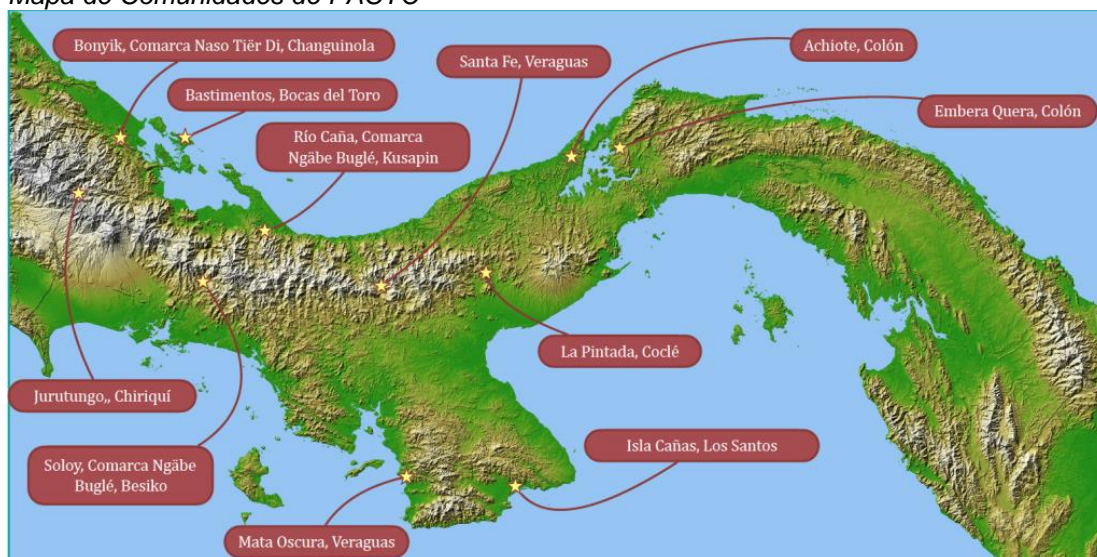 Mapa de Comunidades de PACTO
Bonyik, Comarca Naso Tiër Di, Changuinola
Bastimentos, Bocas del Toro
Río Caña, Comarca
Ngäbe Buglé, Kusapin
Santa Fe, Veraguas
Achiote, Colón
Embera Quera, Colón
La Pintada, Coclé
Jurutungo,, Chiriquí
Soloy, Comarca Ngäbe
Buglé, Besiko
Isla Cañas, Los Santos
Mata Oscura, Veraguas